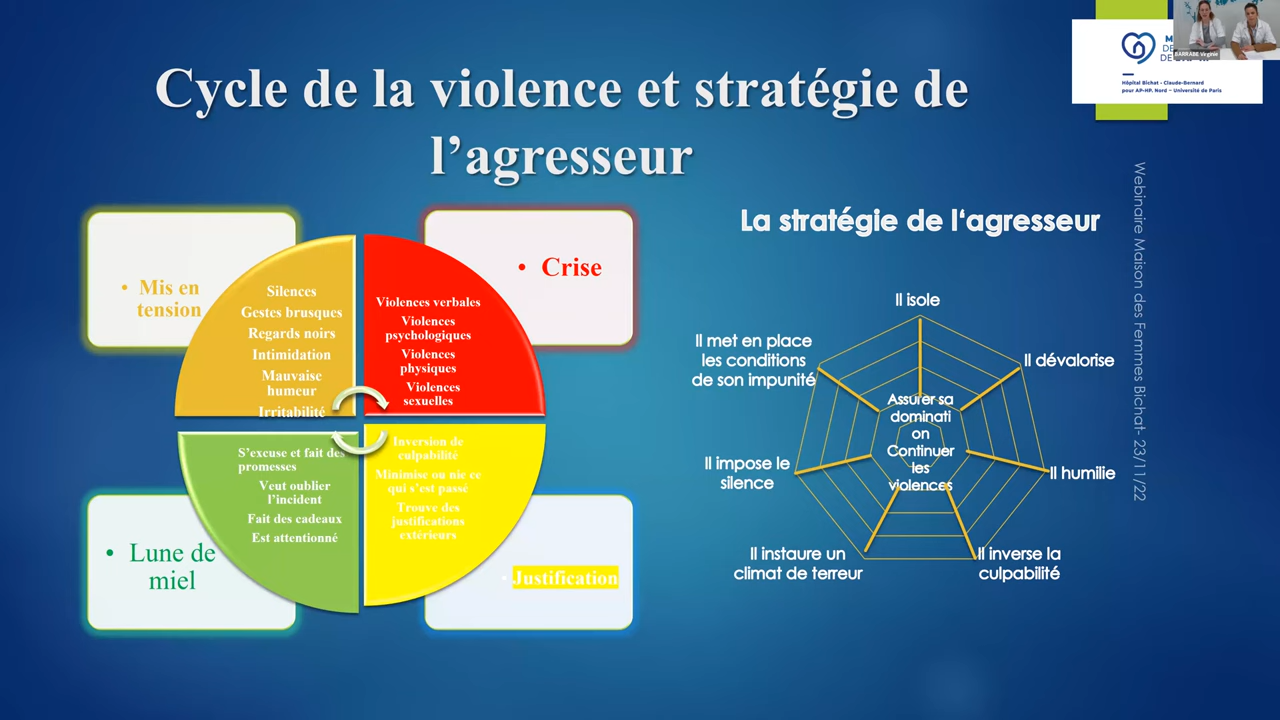 Cycle de la violence et stratégie de
l’agresseur
BARRABE Virginie
Hôpital Bichat - Claude-Bernard
pour AP-HP. Nord – Université de Paris
• Mis en
tension
Silences
Gestes brusques
Regards noirs
Intimidation
Mauvaise
humeur
Irritabilité
• Crise
Violences verbales
Violences
psychologiques
Violences
physiques
Violences
sexuelles
• Lune de
miel
S’excuse et fait des
promesses
Veut oublier
l’incident
Fait des cadeaux
Est attentionné
• Justification
Inversion de
culpabilité
Minimise ou nie ce
qui s’est passé
Trouve des
justifications
extérieurs
La stratégie de l‘agresseur
Il isole
Il dévalorise
Il humilie
Il inverse la
culpabilité
Il instaure un
climat de terreur
Il impose le
silence
Il met en place
les conditions
de son impunité
Assurer sa
dominati
on
Continuer
les
violences
Webinaire Maison des Femmes Bichat- 23/11/22